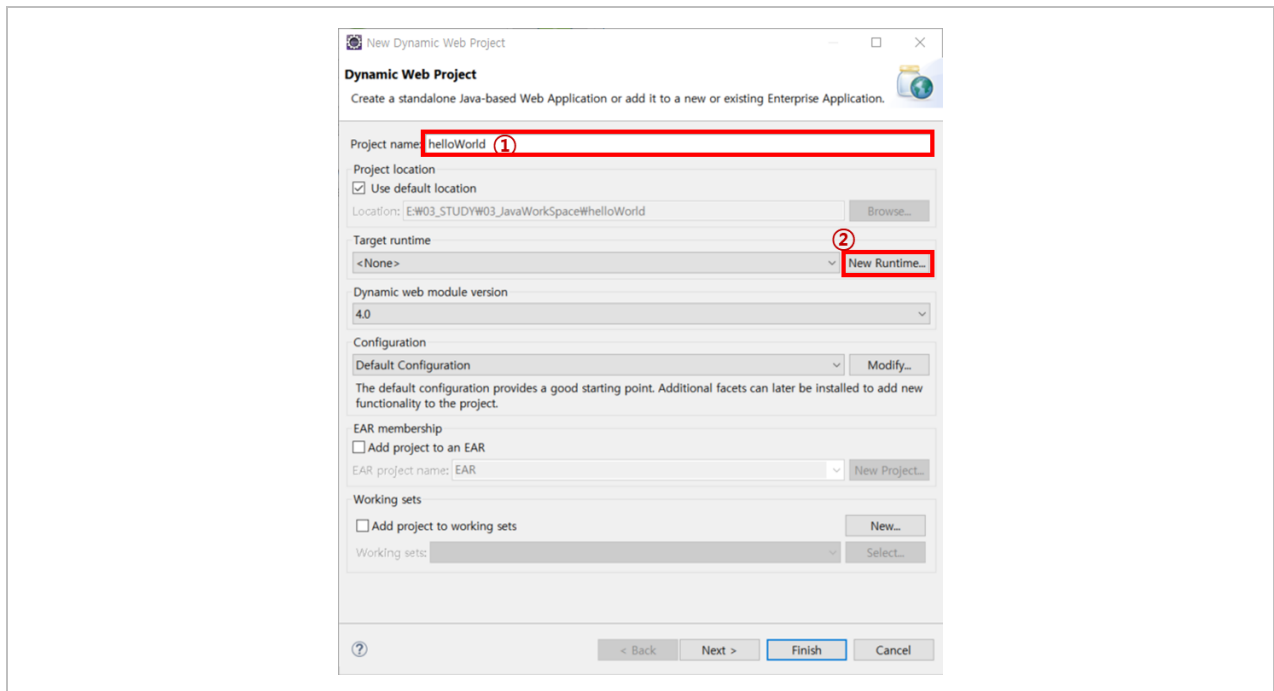 New Dynamic Web Project
Dynamic Web Project
Create a standalone Java-based Web Application or add it to a new or existing Enterprise Application.
Project name: helloWorld ①
Project location
Use default location
Location: E:₩03_STUDY₩03_JavaWorkSpace₩helloWorld Browse...
Target runtime ②
<None> New Runtime...
Dynamic web module version
4.0
Configuration
Default Configuration Modify...
The default configuration provides a good starting point. Additional facets can later be installed to add new
functionality to the project.
EAR membership
Add project to an EAR
EAR project name: EAR New Project...
Working sets
Add project to working sets New...
Working sets: Select...
? < Back Next > Finish Cancel